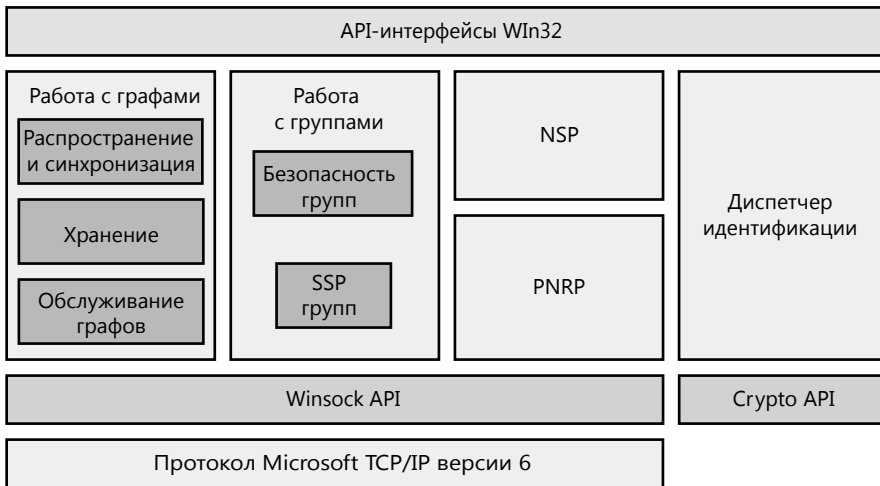 API-интерфейсы WIn32
Работа с графами
Распространение
и синхронизация
Хранение
Обслуживание
графов
Работа
с группами
Безопасность
групп
SSP
групп
NSP
PNRP
Диспетчер
идентификации
Winsock API
Crypto API
Протокол Microsoft TCP/IP версии 6